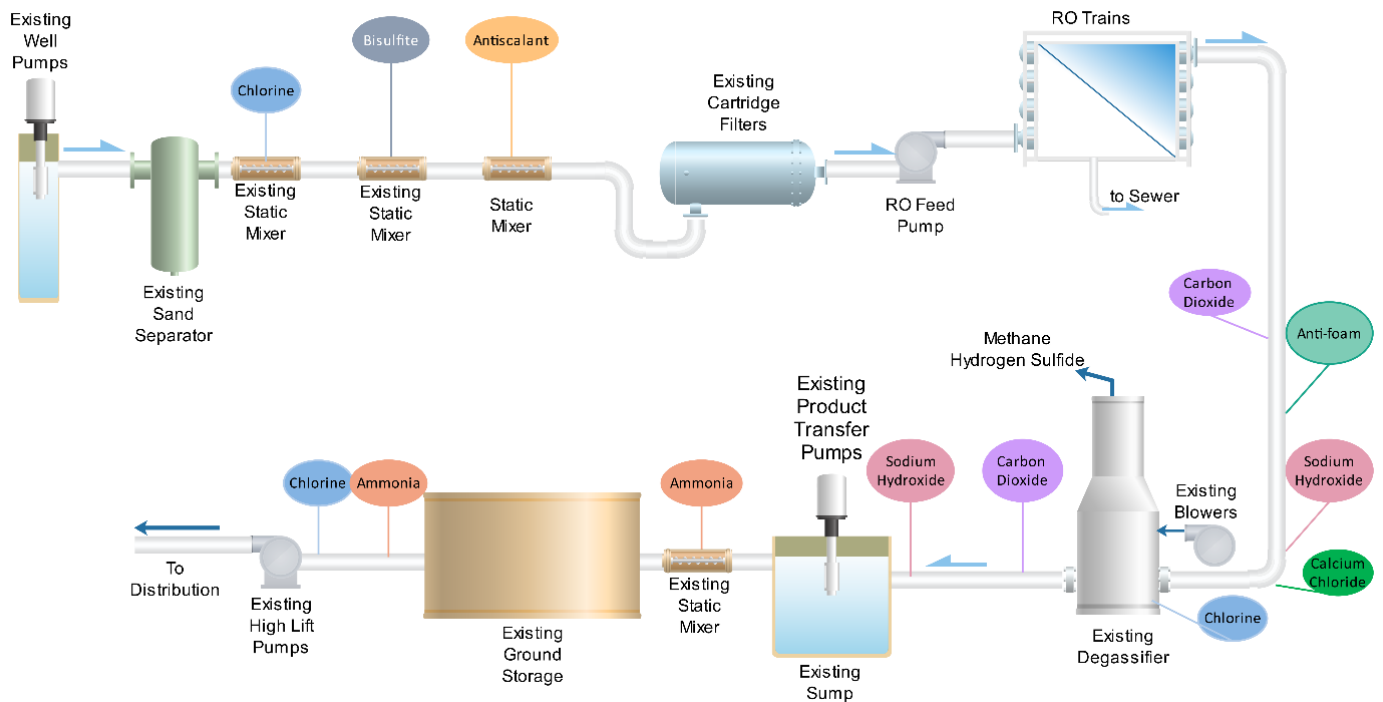 Existing
Well
Pumps
Chlorine
Bisulfite
Antiscalant
Existing
Static
Mixer
Existing
Static
Mixer
Static
Mixer
Existing
Sand
Separator
Existing
Cartridge
Filters
RO Feed
Pump
RO Trains
to Sewer
Carbon
Dioxide
Anti-foam
Sodium
Hydroxide
Calcium
Chloride
Chlorine
Existing
Blowers
Methane
Hydrogen Sulfide
Existing
Degassifier
Carbon
Dioxide
Sodium
Hydroxide
Existing
Product
Transfer
Pumps
Existing
Sump
Ammonia
Existing
Static
Mixer
Existing
Ground
Storage
Ammonia
Chlorine
Existing
High Lift
Pumps
To
Distribution